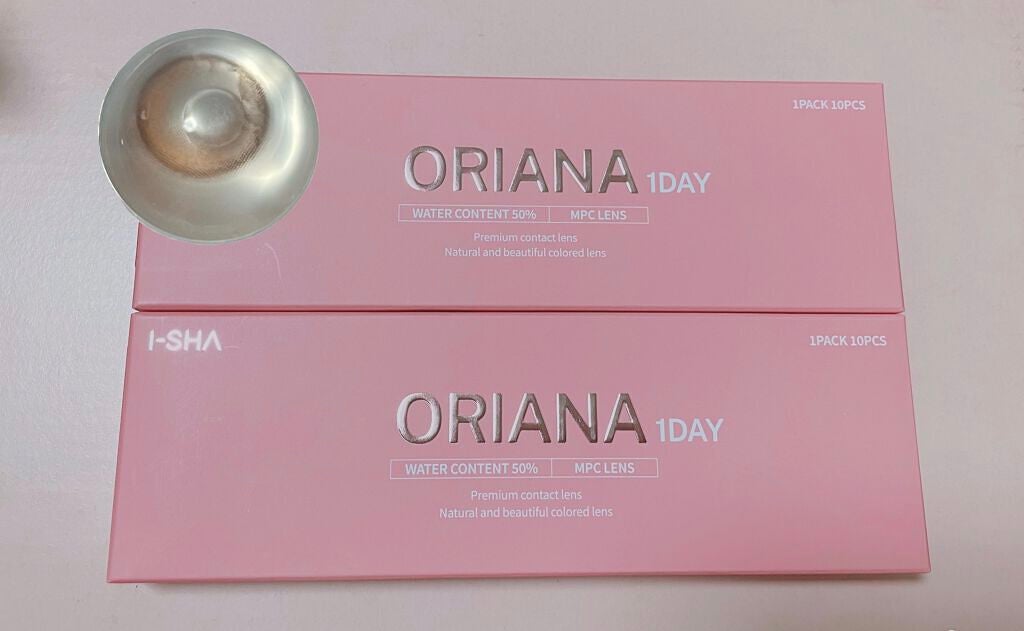 1PACK 10PCS
ORIANA 1DAY
WATER CONTENT 50% MPC LENS
Premium contact lens
Natural and beautiful colored lens
I-SHA
1PACK 10PCS
ORIANA 1DAY
WATER CONTENT 50% MPC LENS
Premium contact lens
Natural and beautiful colored lens